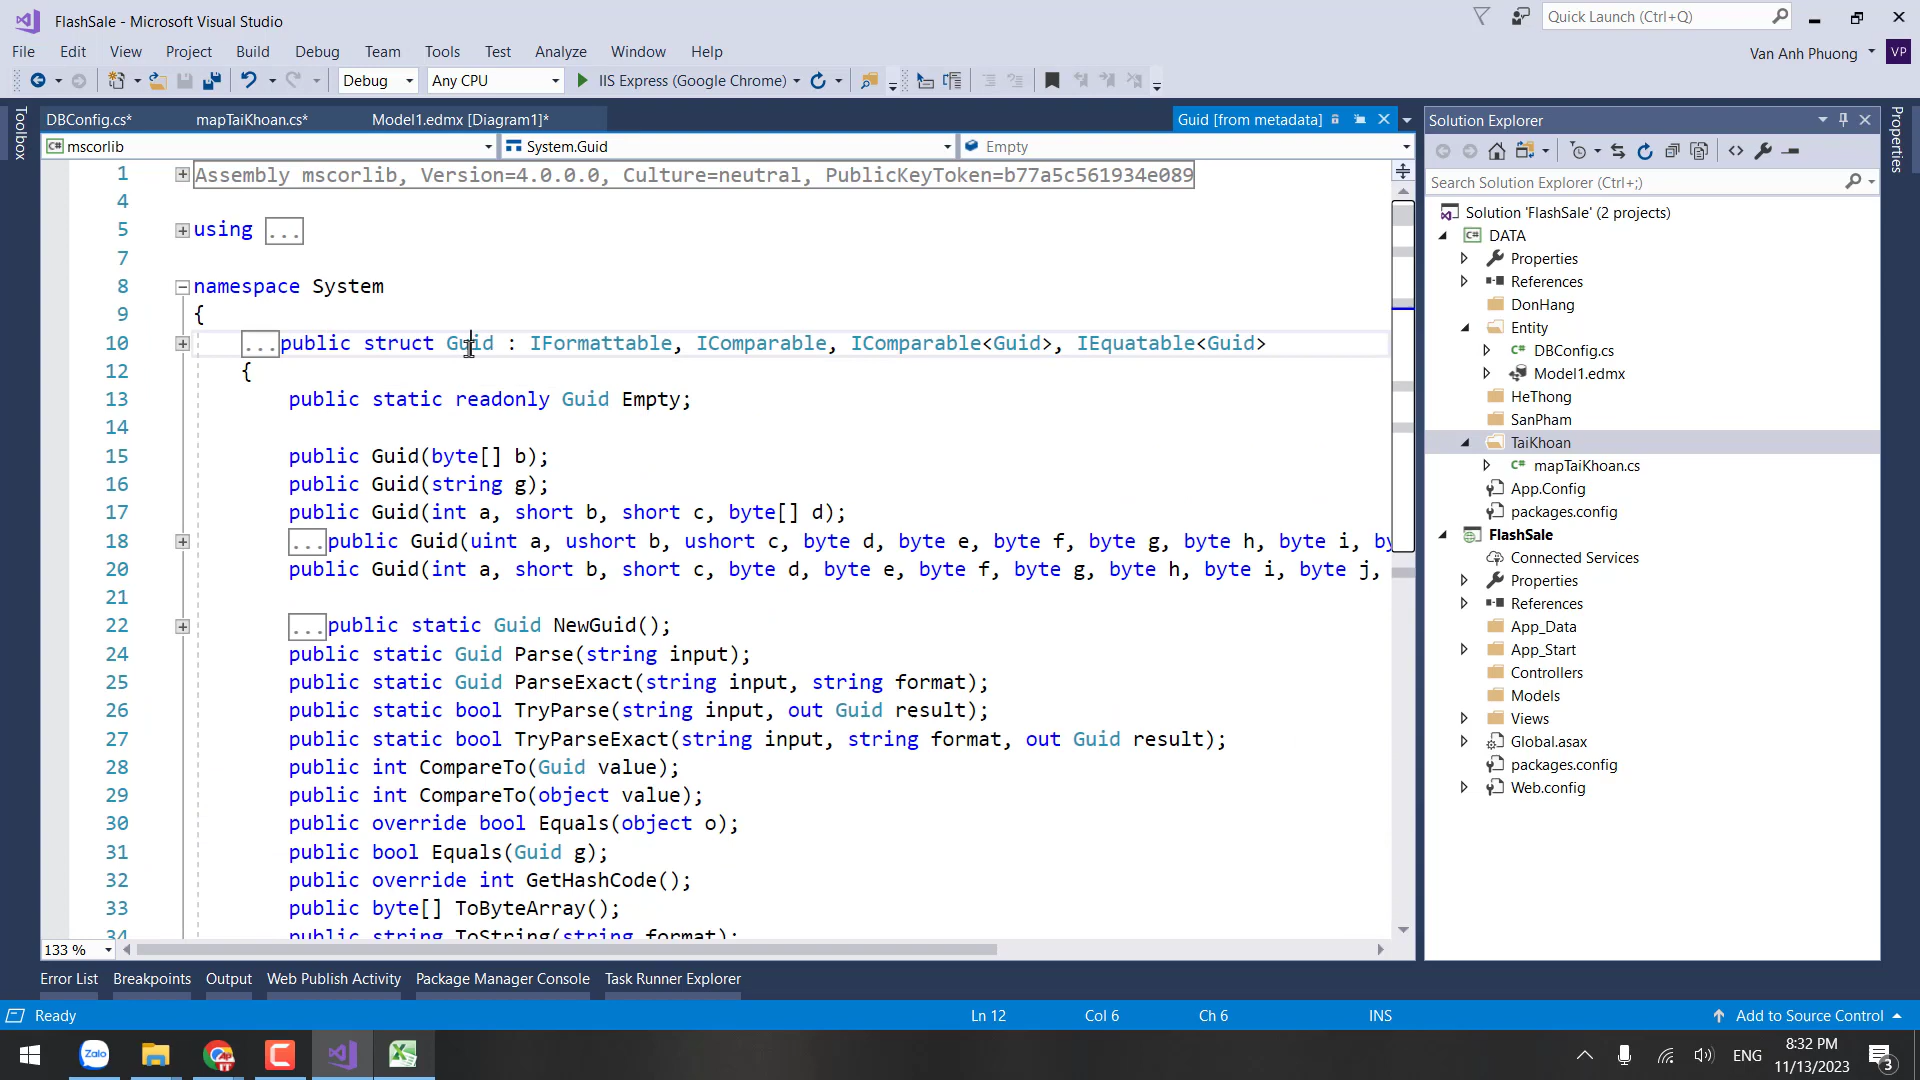 FlashSale - Microsoft Visual Studio
Quick Launch (Ctrl+Q)
File Edit View Project Build Debug Team Tools Test Analyze Window Help
Van Anh Phuong VP
Debug Any CPU IIS Express (Google Chrome)
Toolbox
DBConfig.cs* mapTaiKhoan.cs* Model1.edmx [Diagram1]* Guid [from metadata]
mscorlib System.Guid Empty
1 Assembly mscorlib, Version=4.0.0.0, Culture=neutral, PublicKeyToken=b77a5c561934e089
4
5 using ...
7
8 namespace System
9 {
10 ...public struct Guid : IFormattable, IComparable, IComparable<Guid>, IEquatable<Guid>
12 {
13 public static readonly Guid Empty;
14
15 public Guid(byte[] b);
16 public Guid(string g);
17 public Guid(int a, short b, short c, byte[] d);
18 ...public Guid(uint a, ushort b, ushort c, byte d, byte e, byte f, byte g, byte h, byte i, by
20 public Guid(int a, short b, short c, byte d, byte e, byte f, byte g, byte h, byte i, byte j,
21
22 ...public static Guid NewGuid();
24 public static Guid Parse(string input);
25 public static Guid ParseExact(string input, string format);
26 public static bool TryParse(string input, out Guid result);
27 public static bool TryParseExact(string input, string format, out Guid result);
28 public int CompareTo(Guid value);
29 public int CompareTo(object value);
30 public override bool Equals(object o);
31 public bool Equals(Guid g);
32 public override int GetHashCode();
33 public byte[] ToByteArray();
34 public string ToString(string format);
133 %
Solution Explorer
Search Solution Explorer (Ctrl+;)
Solution 'FlashSale' (2 projects)
DATA
Properties
References
DonHang
Entity
DBConfig.cs
Model1.edmx
HeThong
SanPham
TaiKhoan
mapTaiKhoan.cs
App.Config
packages.config
FlashSale
Connected Services
Properties
References
App_Data
App_Start
Controllers
Models
Views
Global.asax
packages.config
Web.config
Properties
Error List Breakpoints Output Web Publish Activity Package Manager Console Task Runner Explorer
Ready Ln 12 Col 6 Ch 6 INS Add to Source Control
Zalo
ENG
8:32 PM
11/13/2023
3